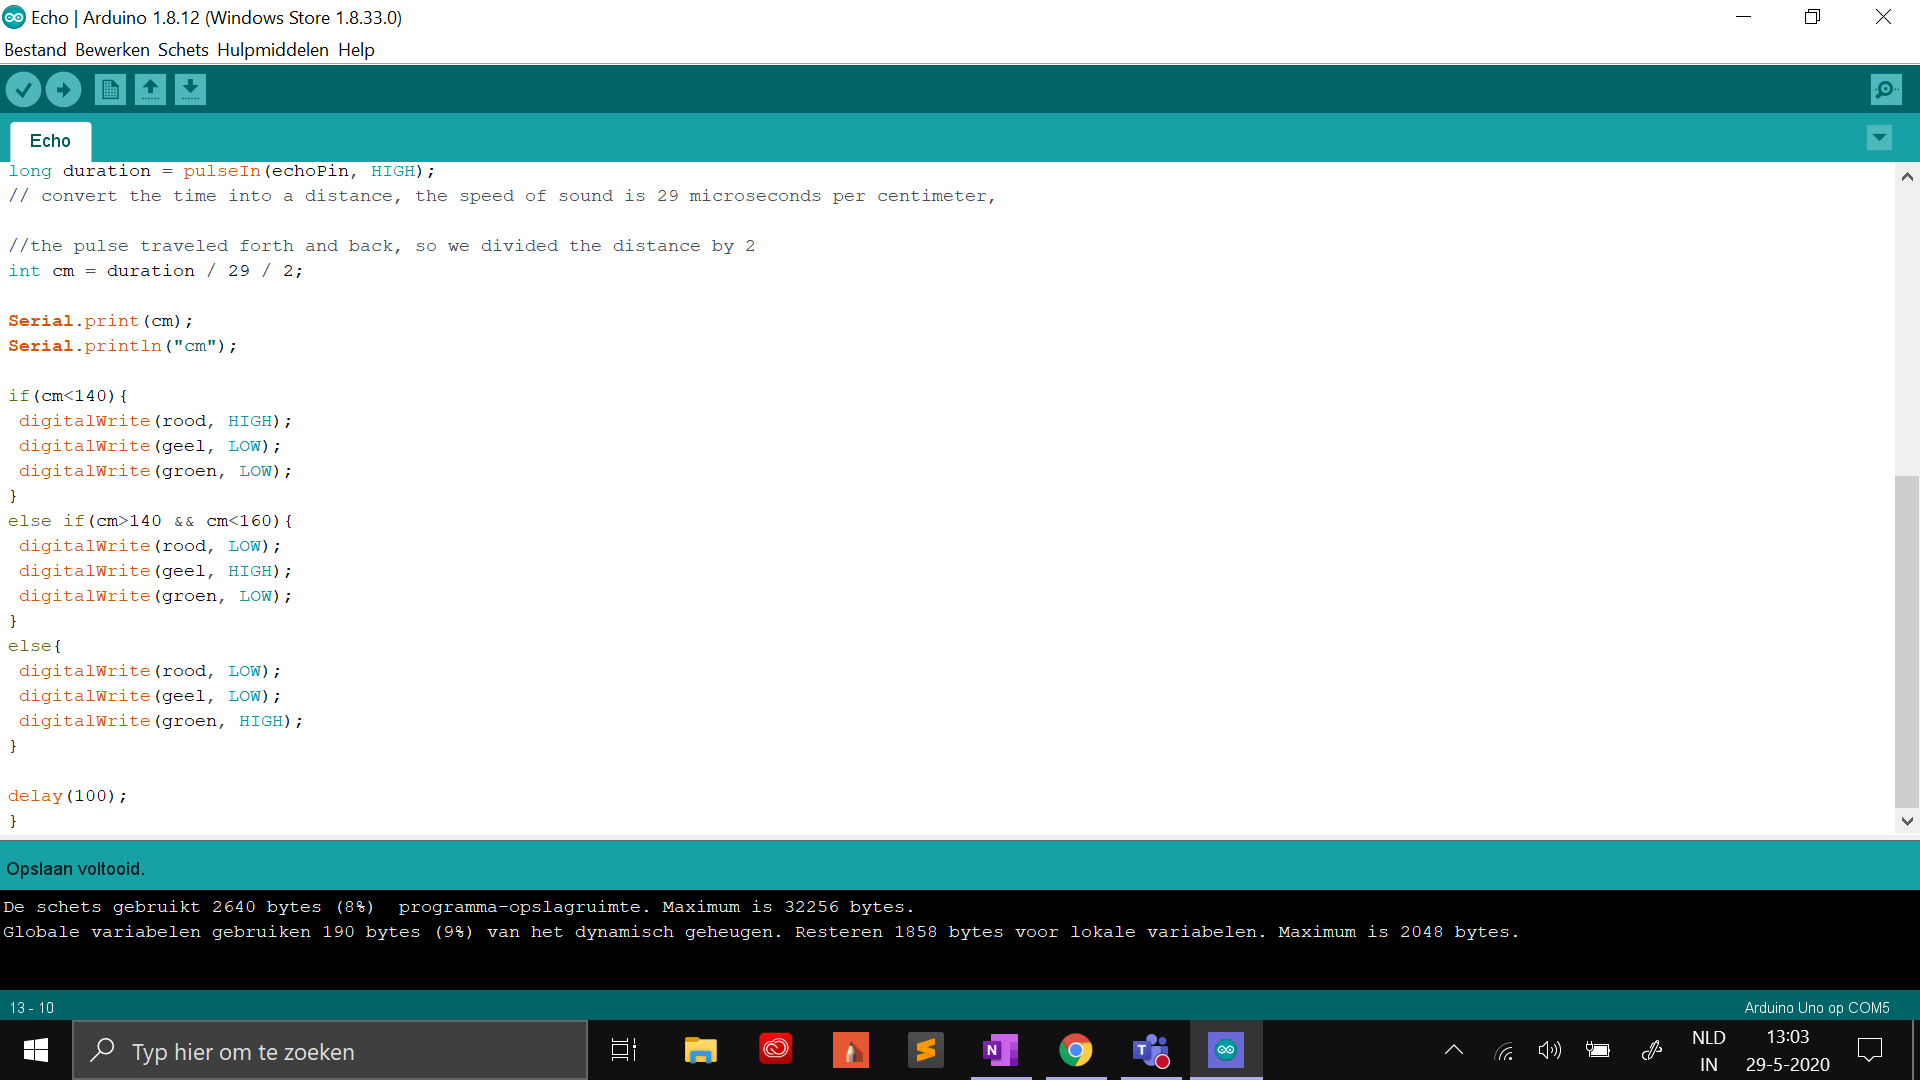 Echo | Arduino 1.8.12 (Windows Store 1.8.33.0)
Bestand Bewerken Schets Hulpmiddelen Help
Echo
long duration = pulseIn(echoPin, HIGH);
// convert the time into a distance, the speed of sound is 29 microseconds per centimeter,
//the pulse traveled forth and back, so we divided the distance by 2
int cm = duration / 29 / 2;
Serial.print(cm);
Serial.println("cm");
if(cm<140){
digitalWrite(rood, HIGH);
digitalWrite(geel, LOW);
digitalWrite(groen, LOW);
}
else if(cm>140 && cm<160){
digitalWrite(rood, LOW);
digitalWrite(geel, HIGH);
digitalWrite(groen, LOW);
}
else{
digitalWrite(rood, LOW);
digitalWrite(geel, LOW);
digitalWrite(groen, HIGH);
}
delay(100);
}
Opslaan voltooid.
De schets gebruikt 2640 bytes (8%)  programma-opslagruimte. Maximum is 32256 bytes.
Globale variabelen gebruiken 190 bytes (9%) van het dynamisch geheugen. Resteren 1858 bytes voor lokale variabelen. Maximum is 2048 bytes.
13 - 10
Arduino Uno op COM5
Typ hier om te zoeken
NLD
IN
13:03
29-5-2020